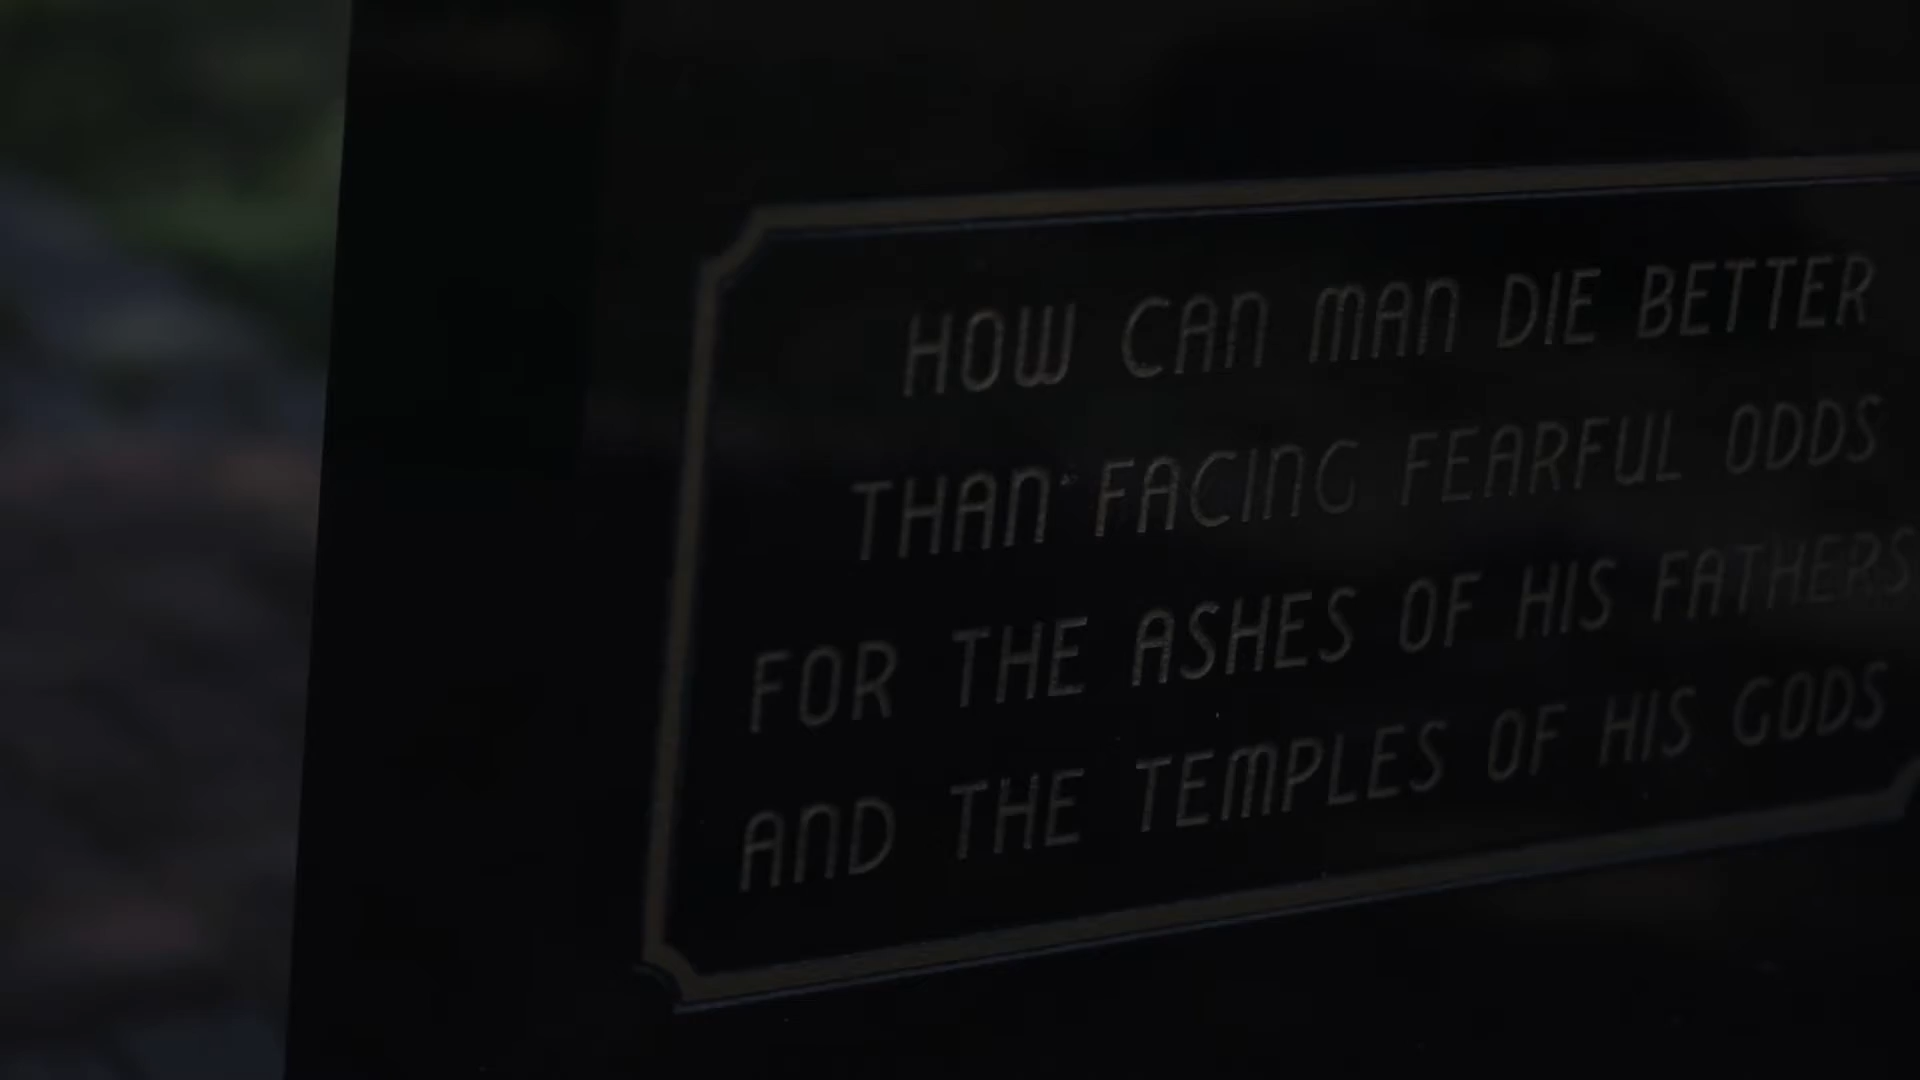 HOW CAN MAN DIE BETTER
THAN FACING FEARFUL ODDS
FOR THE ASHES OF HIS FATHERS
AND THE TEMPLES OF HIS GODS